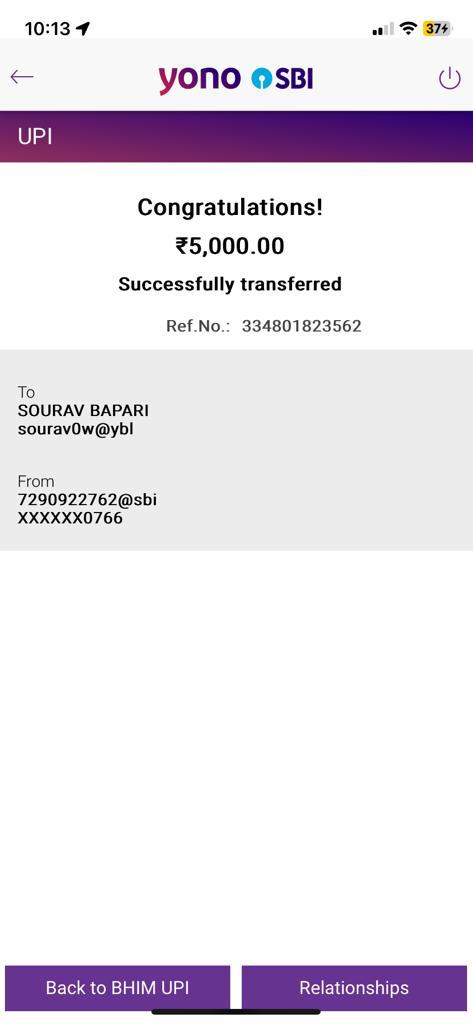 10:13
37
yono SBI
UPI
Congratulations!
₹5,000.00
Successfully transferred
Ref.No.: 334801823562
To
SOURAV BAPARI
sourav0w@ybl
From
7290922762@sbi
XXXXXX0766
Back to BHIM UPI
Relationships